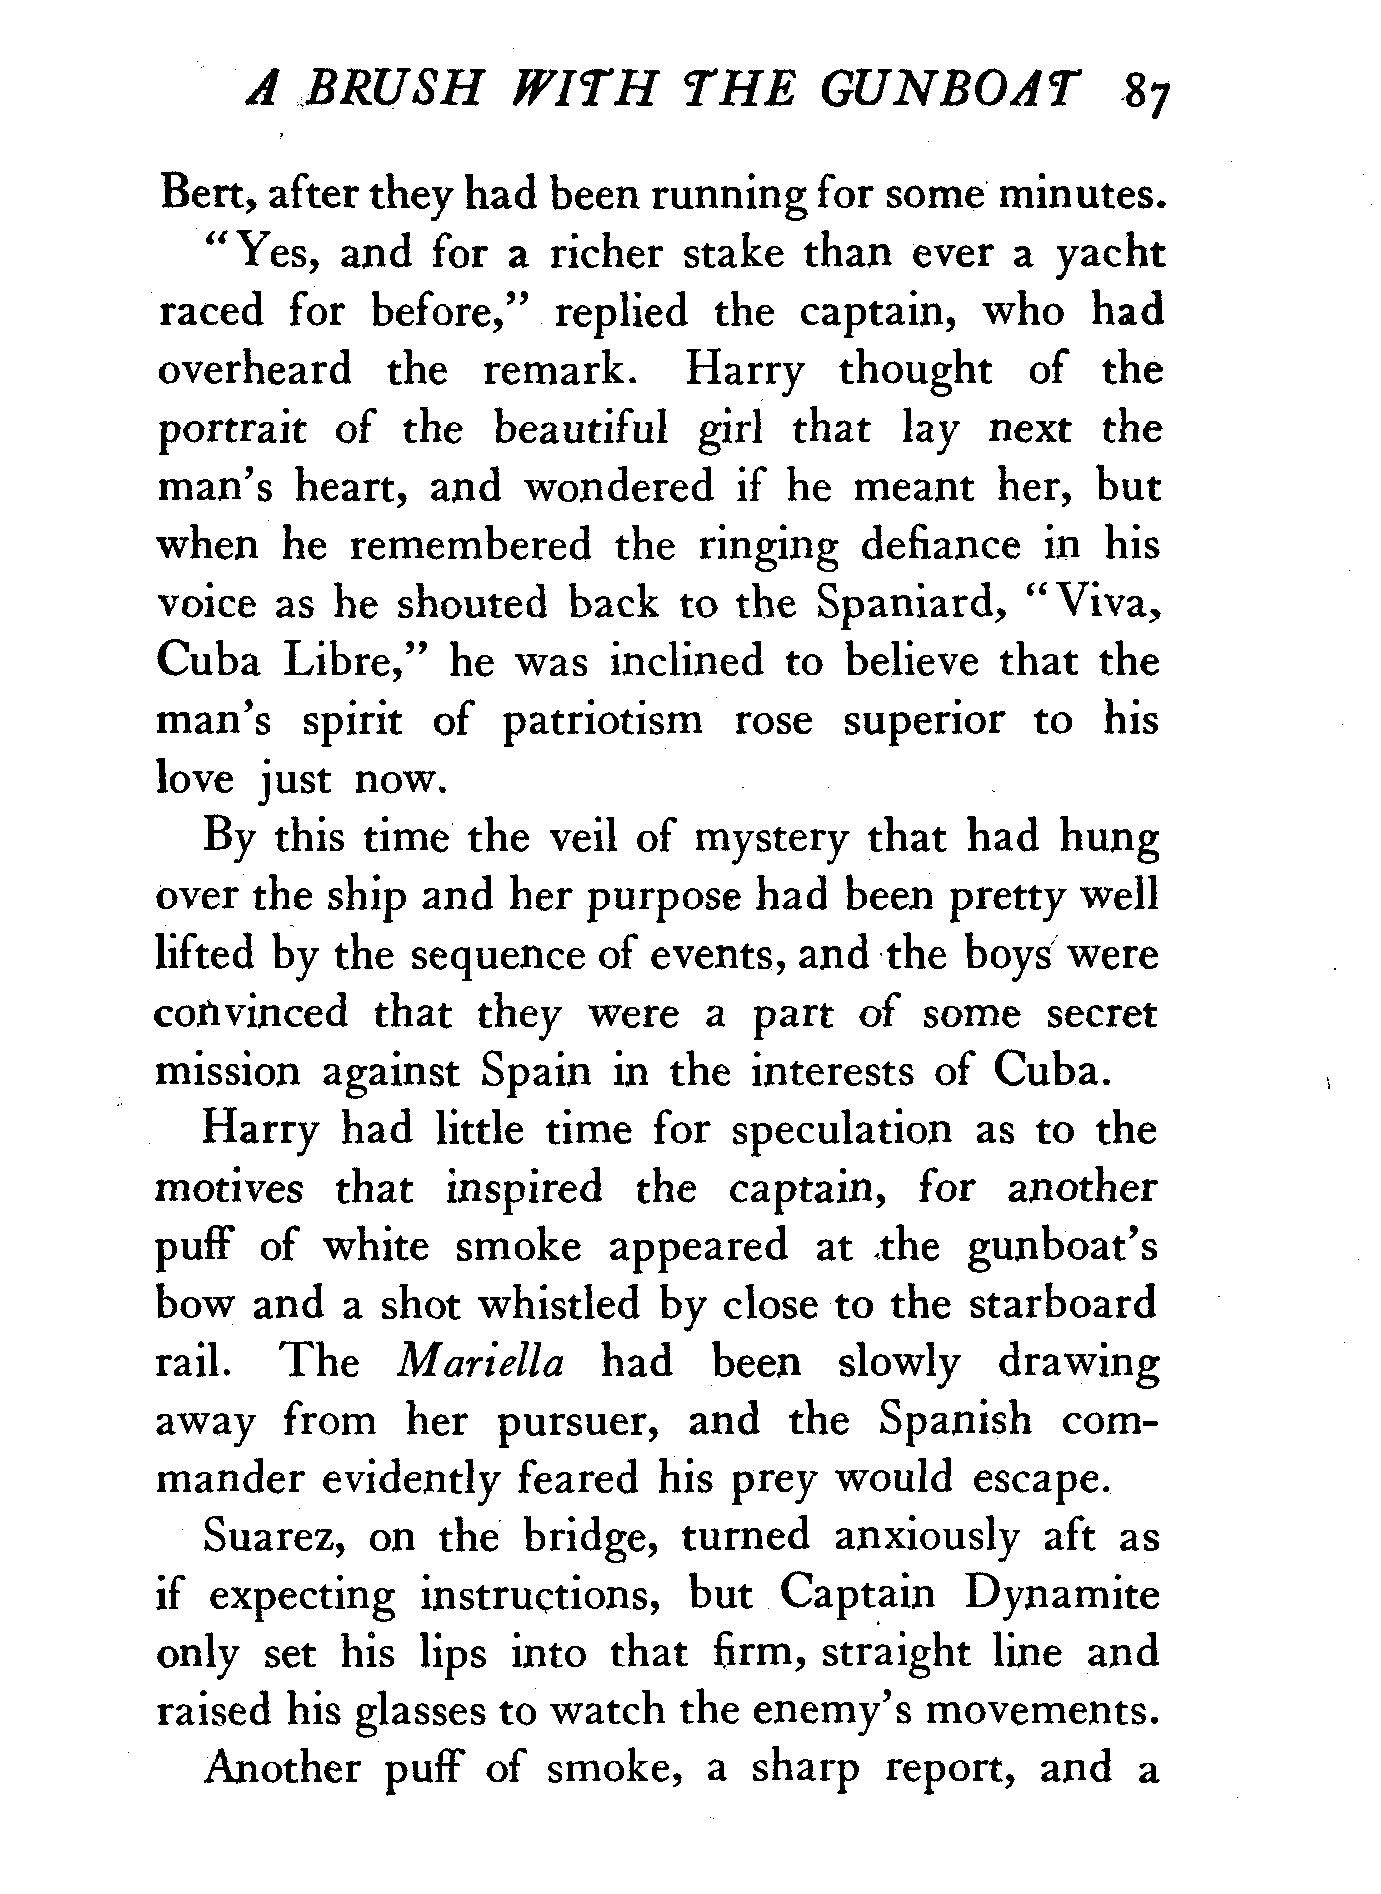 A BRUSH WITH THE GUNBOAT 87
Bert, after they had been running for some minutes.
"Yes, and for a richer stake than ever a yacht
raced for before," replied the captain, who had
overheard the remark. Harry thought of the
portrait of the beautiful girl that lay next the
man's heart, and wondered if he meant her, but
when he remembered the ringing defiance in his
voice as he shouted back to the Spaniard, "Viva,
Cuba Libre," he was inclined to believe that the
man's spirit of patriotism rose superior to his
love just now.
By this time the veil of mystery that had hung
over the ship and her purpose had been pretty well
lifted by the sequence of events, and the boys were
convinced that they were a part of some secret
mission against Spain in the interests of Cuba.
Harry had little time for speculation as to the
motives that inspired the captain, for another
puff of white smoke appeared at the gunboat's
bow and a shot whistled by close to the starboard
rail. The Mariella had been slowly drawing
away from her pursuer, and the Spanish com-
mander evidently feared his prey would escape.
Suarez, on the bridge, turned anxiously aft as
if expecting instructions, but Captain Dynamite
only set his lips into that firm, straight line and
raised his glasses to watch the enemy's movements.
Another puff of smoke, a sharp report, and a